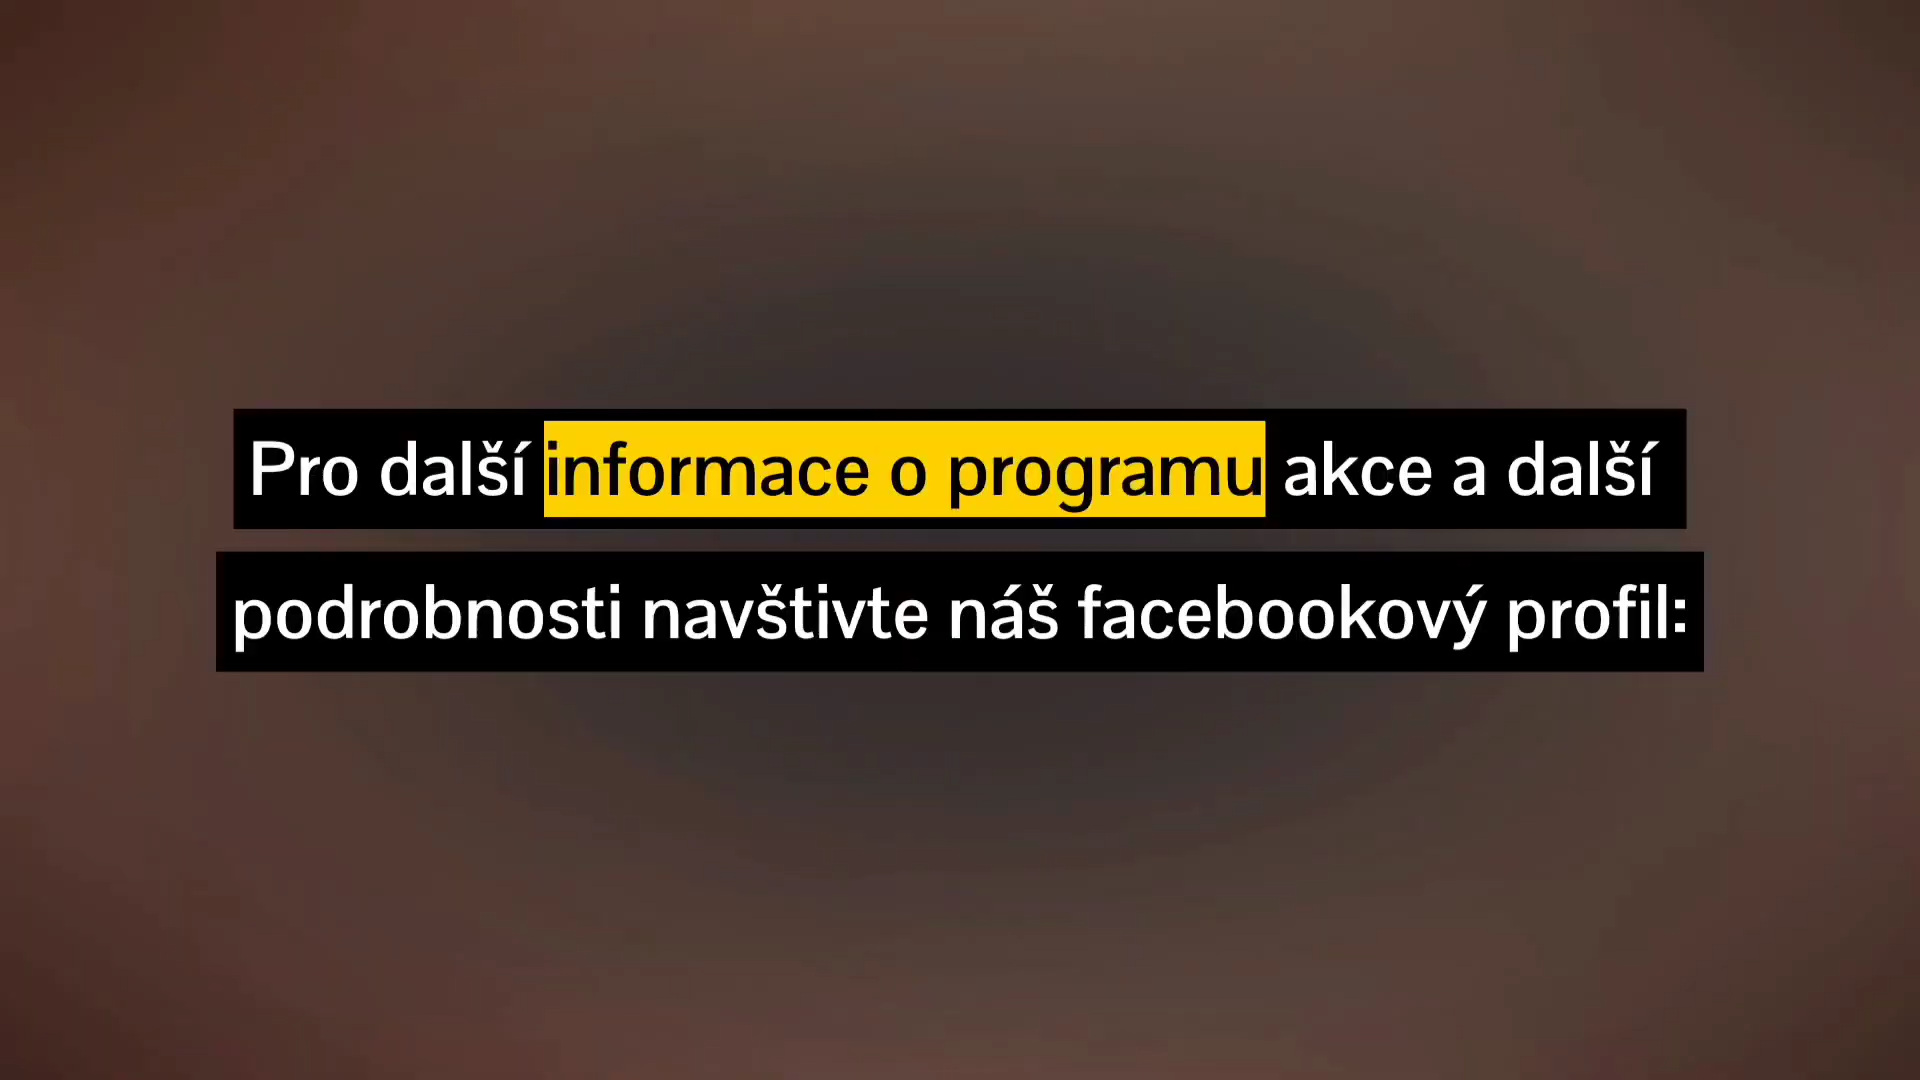 Pro další informace o programu akce a další
podrobnosti navštivte náš facebookový profil: